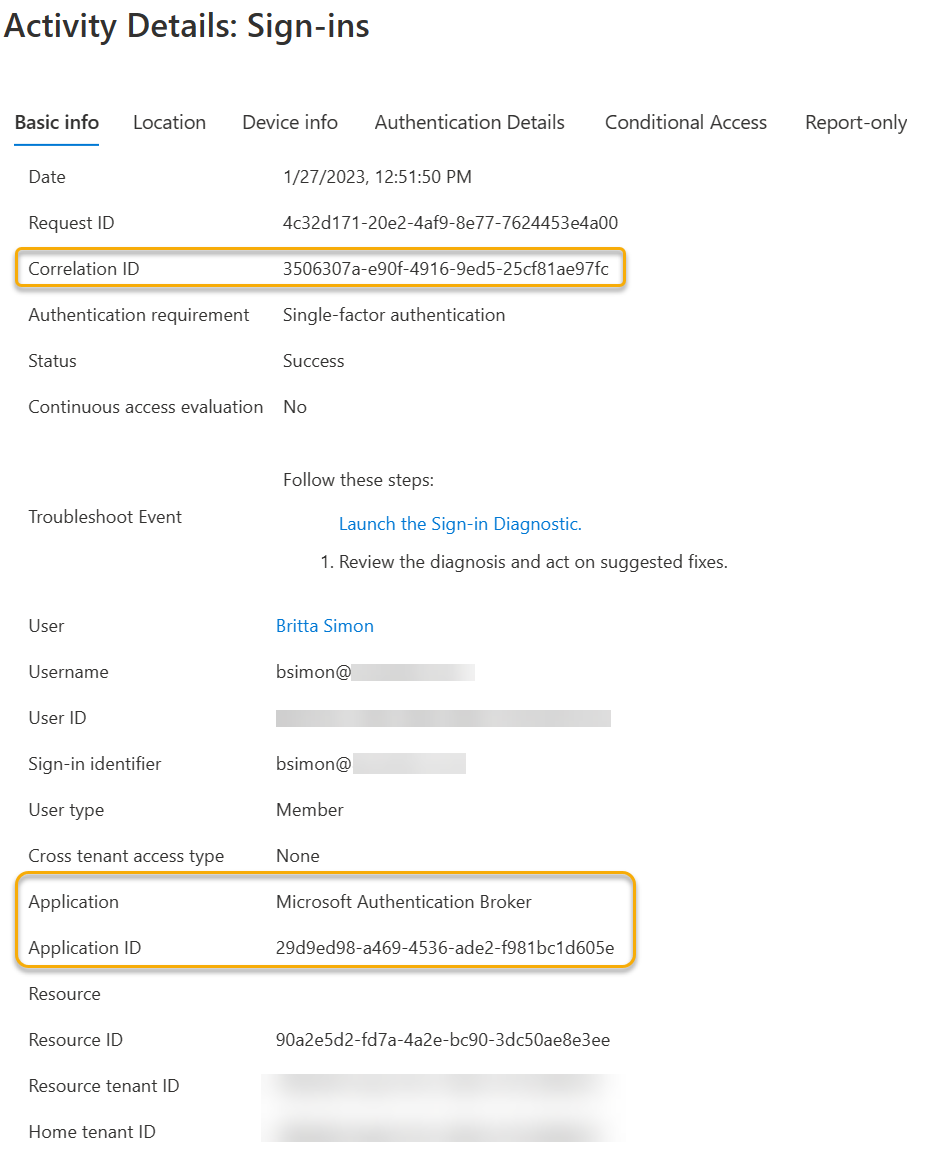 Activity Details: Sign-ins
Basic info Location Device info Authentication Details Conditional Access Report-only
Date 1/27/2023, 12:51:50 PM
Request ID 4c32d171-20e2-4af9-8e77-7624453e4a00
Correlation ID 3506307a-e90f-4916-9ed5-25cf81ae97fc
Authentication requirement Single-factor authentication
Status Success
Continuous access evaluation No
Follow these steps:
Troubleshoot Event
Launch the Sign-in Diagnostic.
1. Review the diagnosis and act on suggested fixes.
User Britta Simon
Username bsimon@
User ID
Sign-in identifier bsimon@
User type Member
Cross tenant access type None
Application Microsoft Authentication Broker
Application ID 29d9ed98-a469-4536-ade2-f981bc1d605e
Resource
Resource ID 90a2e5d2-fd7a-4a2e-bc90-3dc50ae8e3ee
Resource tenant ID
Home tenant ID